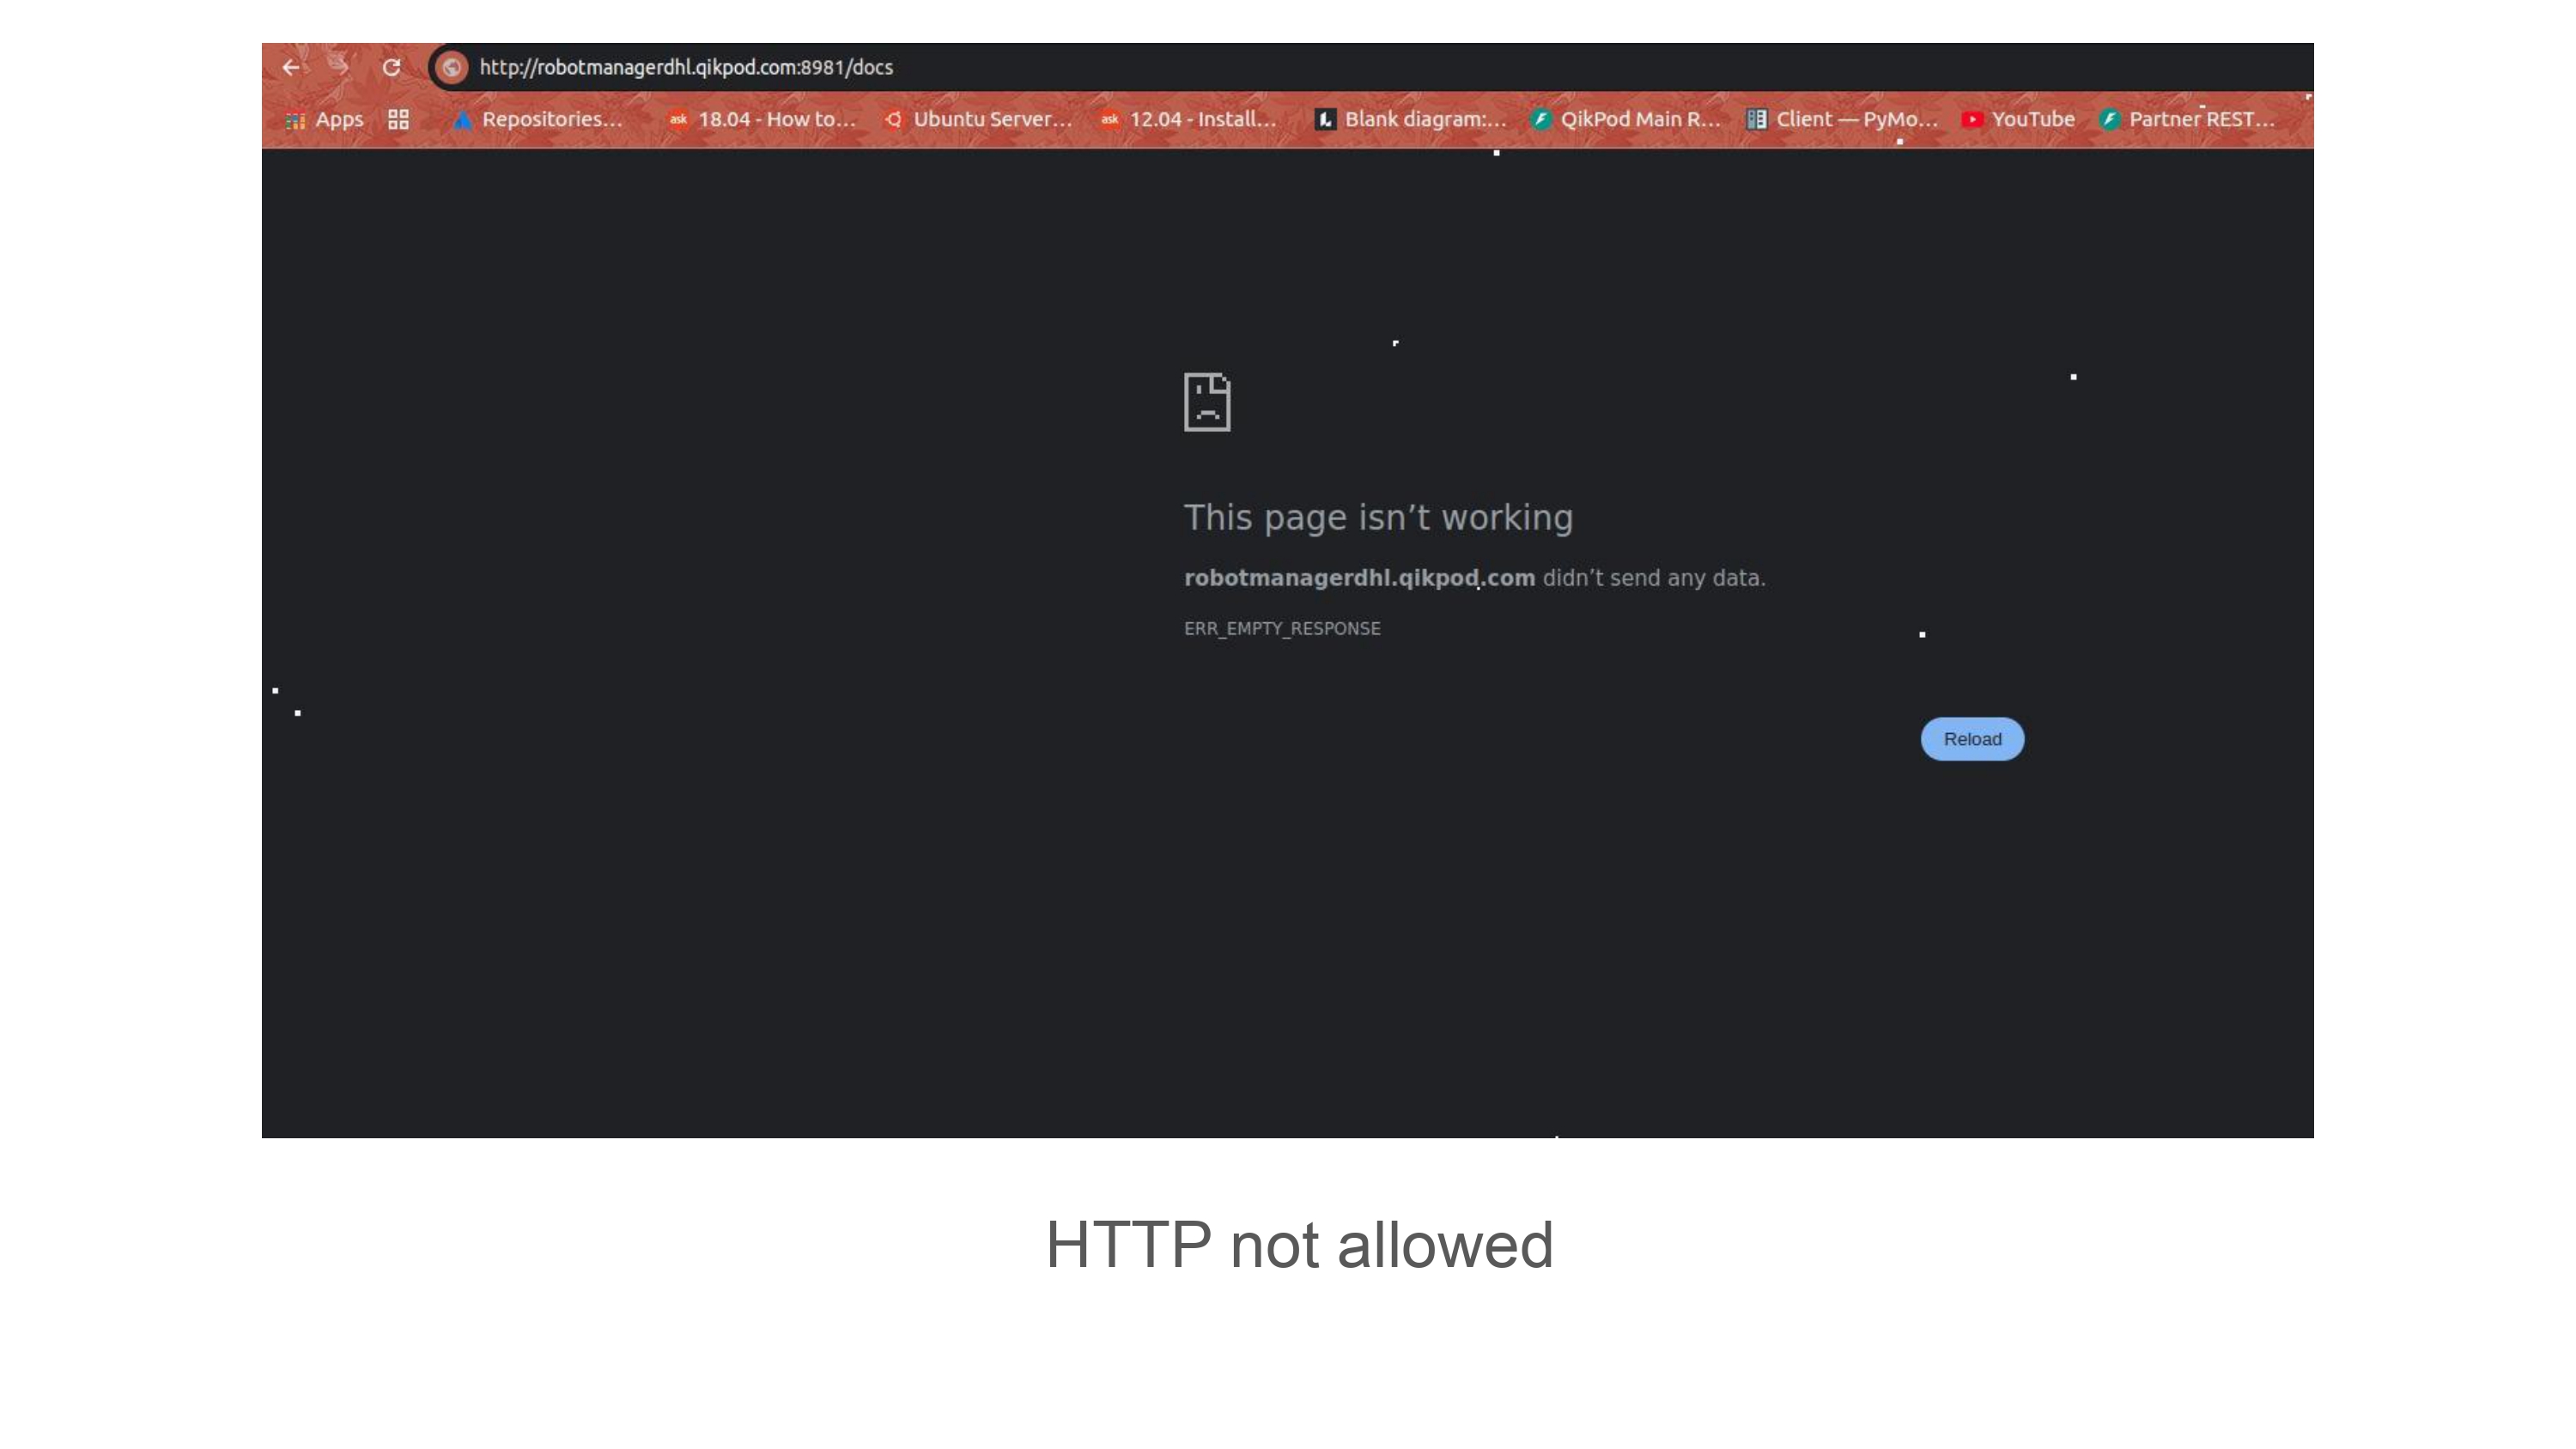 http://robotmanagerdhl.qikpod.com:8981/docs
Apps Repositories... ask 18.04 - How to... Ubuntu Server... ask 12.04 - Install... Blank diagram:... QikPod Main R... Client — PyMo... YouTube Partner REST...
This page isn’t working
robotmanagerdhl.qikpod.com didn’t send any data.
ERR_EMPTY_RESPONSE
Reload
HTTP not allowed